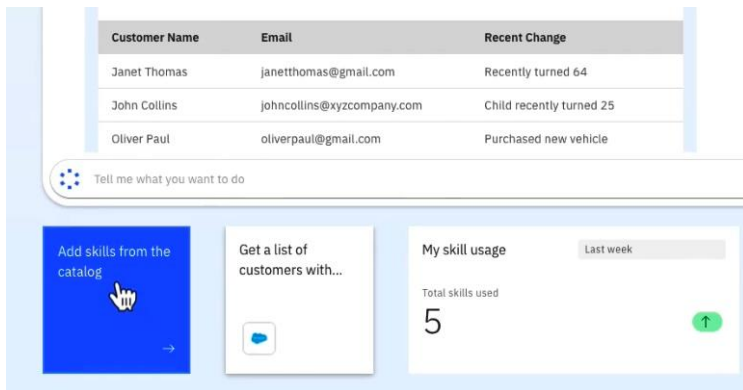 Customer Name Email Recent Change
Janet Thomas janetthomas@gmail.com Recently turned 64
John Collins johncollins@xyzcompany.com Child recently turned 25
Oliver Paul oliverpaul@gmail.com Purchased new vehicle
Tell me what you want to do
Add skills from the
catalog
Get a list of
customers with...
My skill usage Last week
Total skills used
5